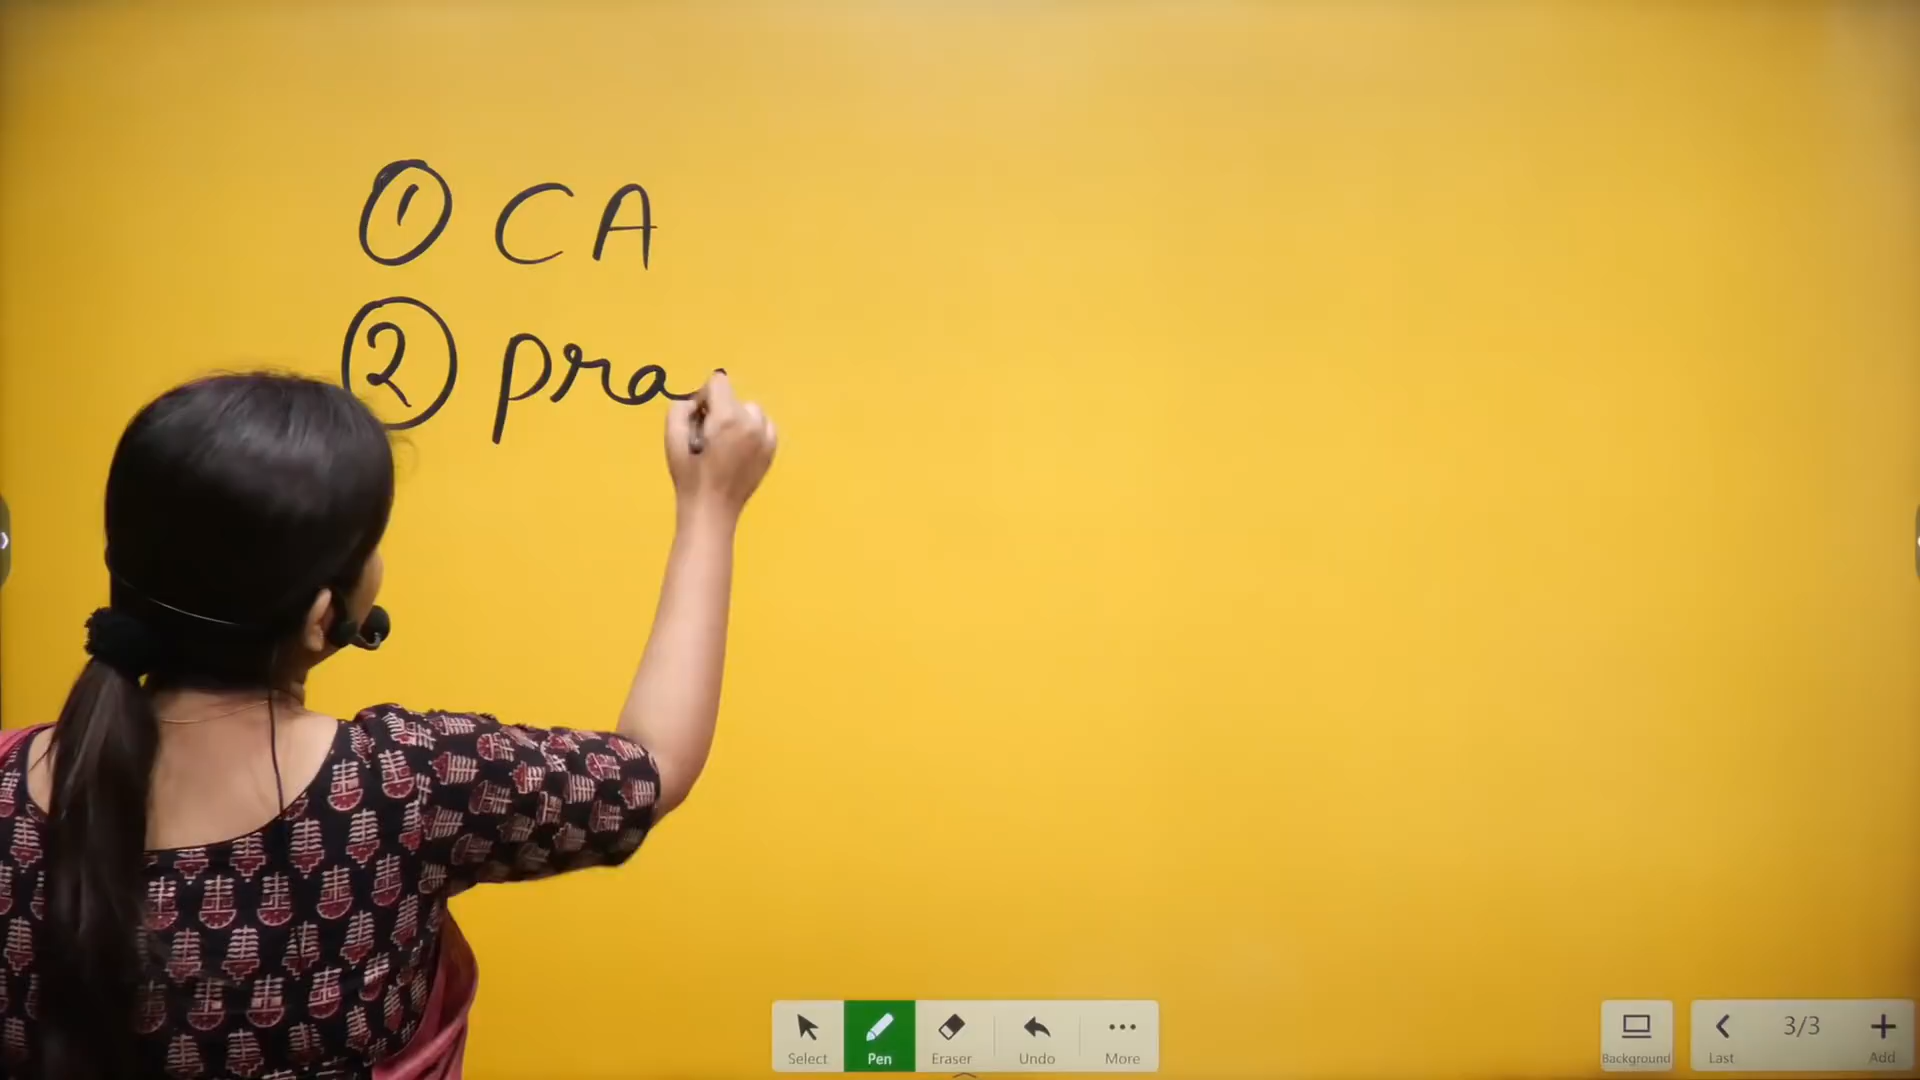 ① CA
② pra
Select
Pen
Eraser
Undo
More
Background
Last
3/3
Add